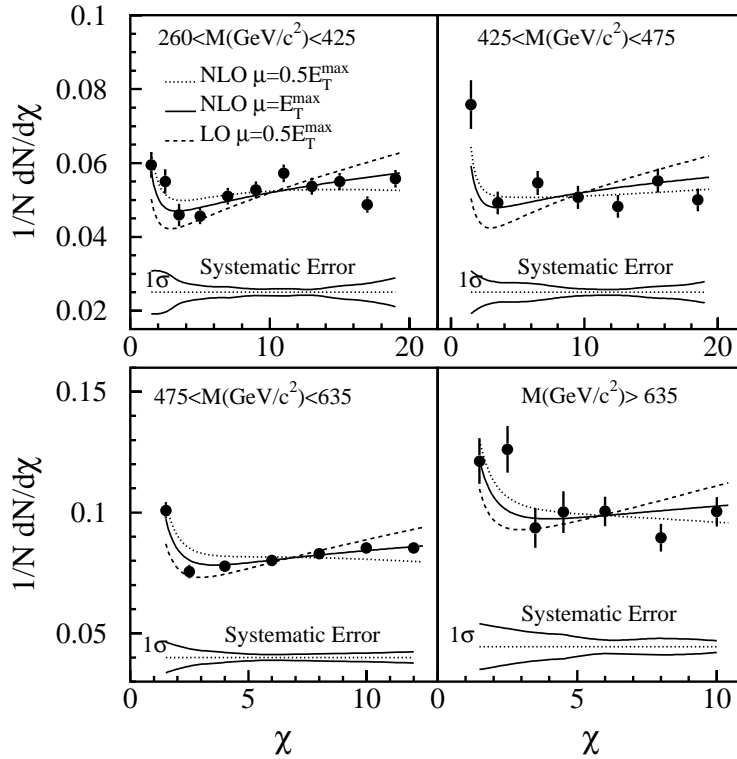 260<M(GeV/c²)<425
425<M(GeV/c²)<475
NLO μ=0.5E_T^max
NLO μ=E_T^max
LO μ=0.5E_T^max
1/N dN/dχ
0.1
0.08
0.06
0.04
0.02
1σ
Systematic Error
1σ
Systematic Error
0
10
20
0
10
20
475<M(GeV/c²)<635
M(GeV/c²)> 635
1/N dN/dχ
0.15
0.1
0.05
1σ
Systematic Error
1σ
Systematic Error
0
5
10
0
5
10
χ
χ